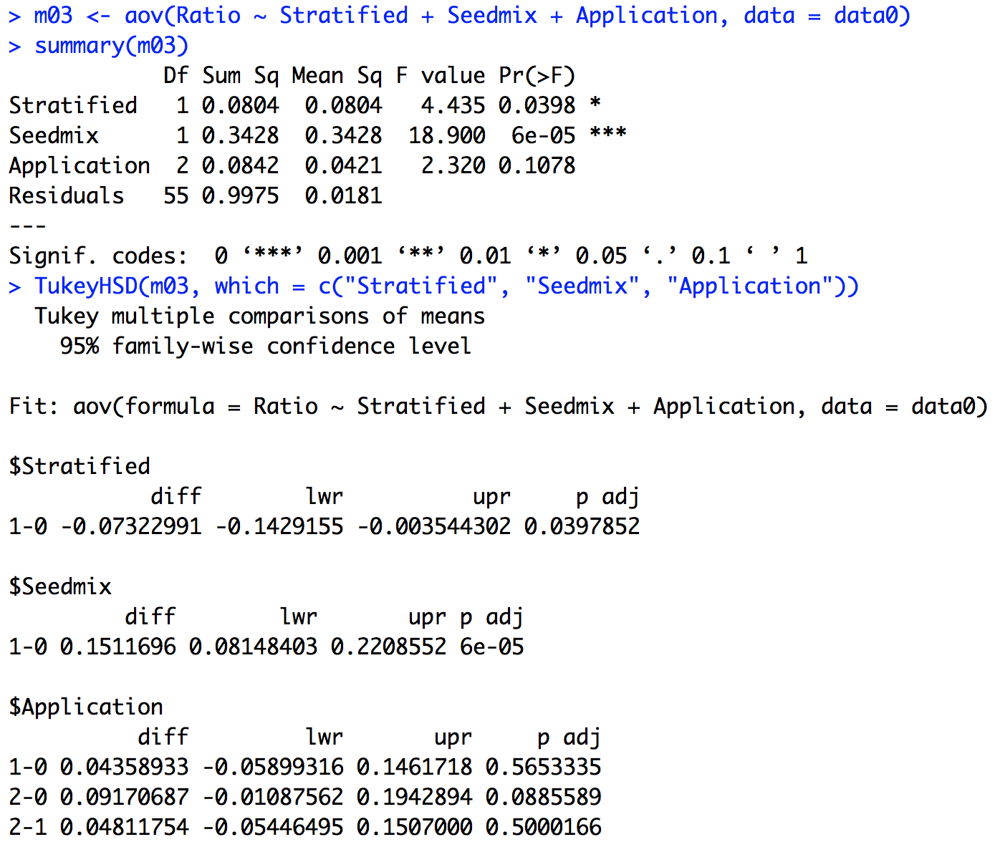 > m03 <- aov(Ratio ~ Stratified + Seedmix + Application, data = data0)
> summary(m03)
            Df Sum Sq Mean Sq F value Pr(>F)
Stratified   1 0.0804  0.0804   4.435 0.0398 *
Seedmix      1 0.3428  0.3428  18.900  6e-05 ***
Application  2 0.0842  0.0421   2.320 0.1078
Residuals   55 0.9975  0.0181
---
Signif. codes:  0 ‘***’ 0.001 ‘**’ 0.01 ‘*’ 0.05 ‘.’ 0.1 ‘ ’ 1
> TukeyHSD(m03, which = c("Stratified", "Seedmix", "Application"))
  Tukey multiple comparisons of means
    95% family-wise confidence level

Fit: aov(formula = Ratio ~ Stratified + Seedmix + Application, data = data0)

$Stratified
           diff        lwr          upr     p adj
1-0 -0.07322991 -0.1429155 -0.003544302 0.0397852

$Seedmix
         diff        lwr       upr p adj
1-0 0.1511696 0.08148403 0.2208552 6e-05

$Application
          diff         lwr       upr     p adj
1-0 0.04358933 -0.05899316 0.1461718 0.5653335
2-0 0.09170687 -0.01087562 0.1942894 0.0885589
2-1 0.04811754 -0.05446495 0.1507000 0.5000166